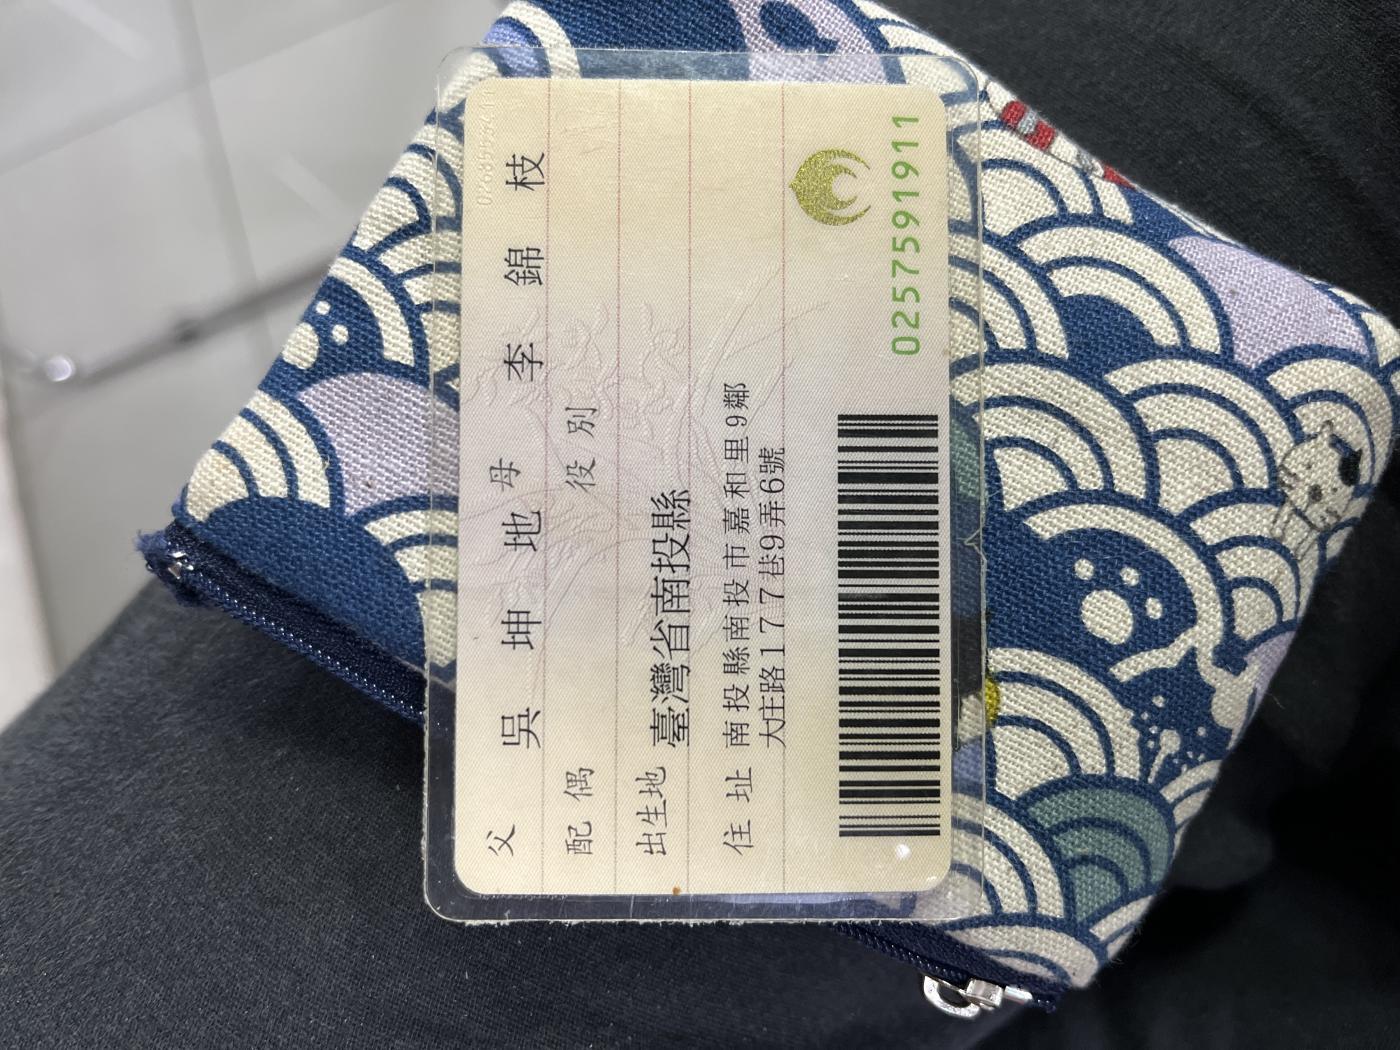 父 吳 坤 地 母 李 錦 枝
配偶 役別
出生地 臺灣省南投縣
住址 南投縣南投市嘉和里9鄰
大庄路177巷9弄6號
0257591911